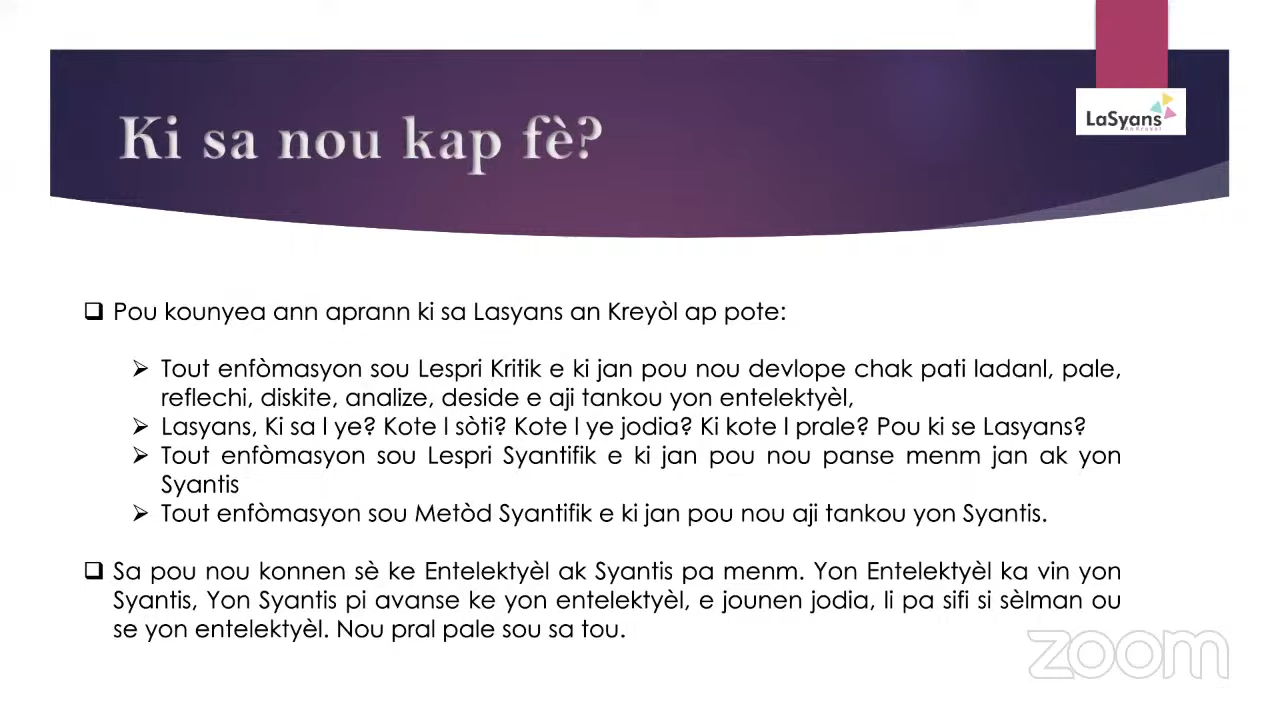 Ki sa nou kap fè?
LaSyans
An Kreyol
Pou kounyea ann aprann ki sa Lasyans an Kreyòl ap pote:
Tout enfòmasyon sou Lespri Kritik e ki jan pou nou devlope chak pati ladanl, pale,
reflechi, diskite, analize, deside e aji tankou yon entelektyèl,
Lasyans, Ki sa l ye? Kote l sòti? Kote l ye jodia? Ki kote l prale? Pou ki se Lasyans?
Tout enfòmasyon sou Lespri Syantifik e ki jan pou nou panse menm jan ak yon
Syantis
Tout enfòmasyon sou Metòd Syantifik e ki jan pou nou aji tankou yon Syantis.
Sa pou nou konnen sè ke Entelektyèl ak Syantis pa menm. Yon Entelektyèl ka vin yon
Syantis, Yon Syantis pi avanse ke yon entelektyèl, e jounen jodia, li pa sifi si sèlman ou
se yon entelektyèl. Nou pral pale sou sa tou.
zoom